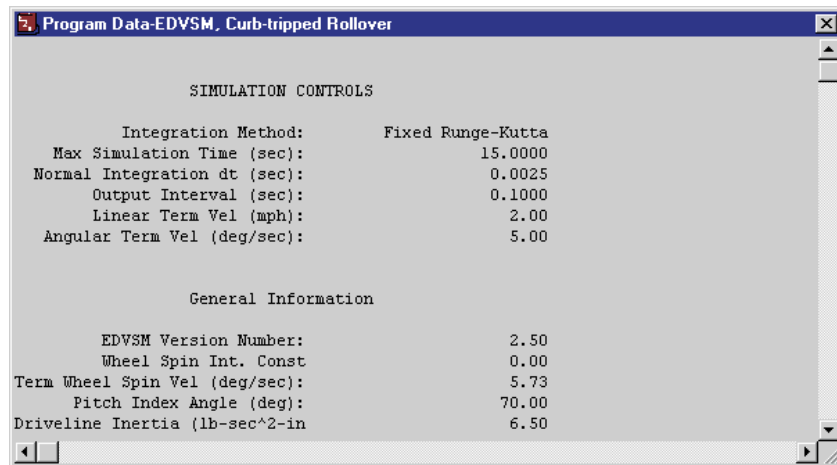 Program Data-EDVSM, Curb-tripped Rollover
SIMULATION CONTROLS
Integration Method: Fixed Runge-Kutta
Max Simulation Time (sec): 15.0000
Normal Integration dt (sec): 0.0025
Output Interval (sec): 0.1000
Linear Term Vel (mph): 2.00
Angular Term Vel (deg/sec): 5.00
General Information
EDVSM Version Number: 2.50
Wheel Spin Int. Const 0.00
Term Wheel Spin Vel (deg/sec): 5.73
Pitch Index Angle (deg): 70.00
Driveline Inertia (lb-sec^2-in 6.50